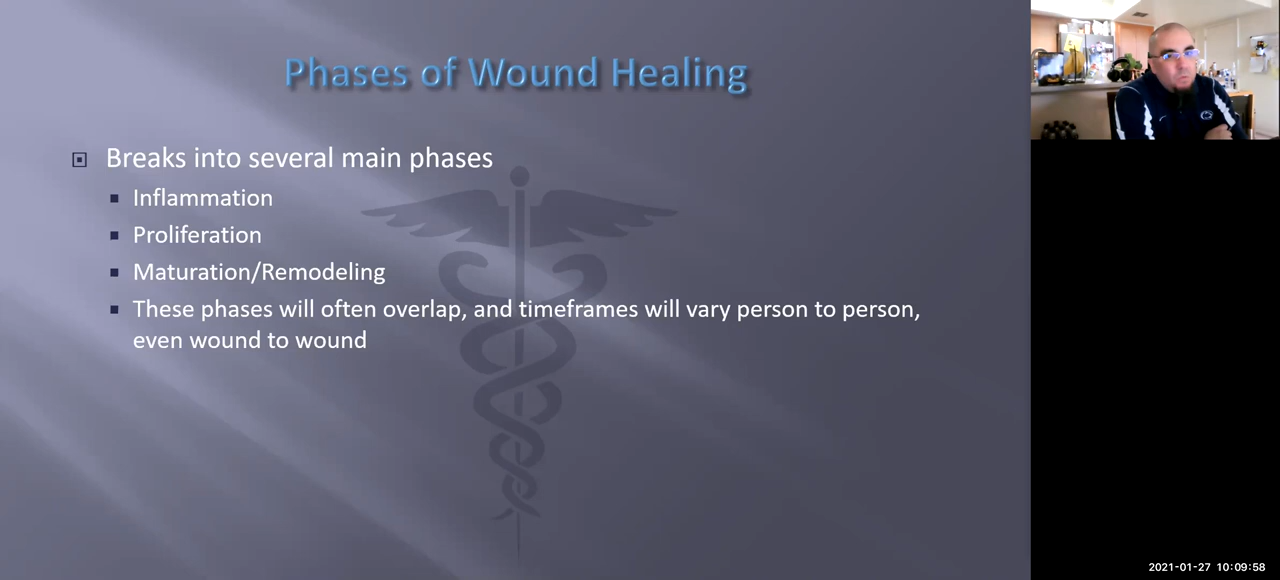 Phases of Wound Healing
Breaks into several main phases
Inflammation
Proliferation
Maturation/Remodeling
These phases will often overlap, and timeframes will vary person to person,
even wound to wound
2021-01-27 10:09:58